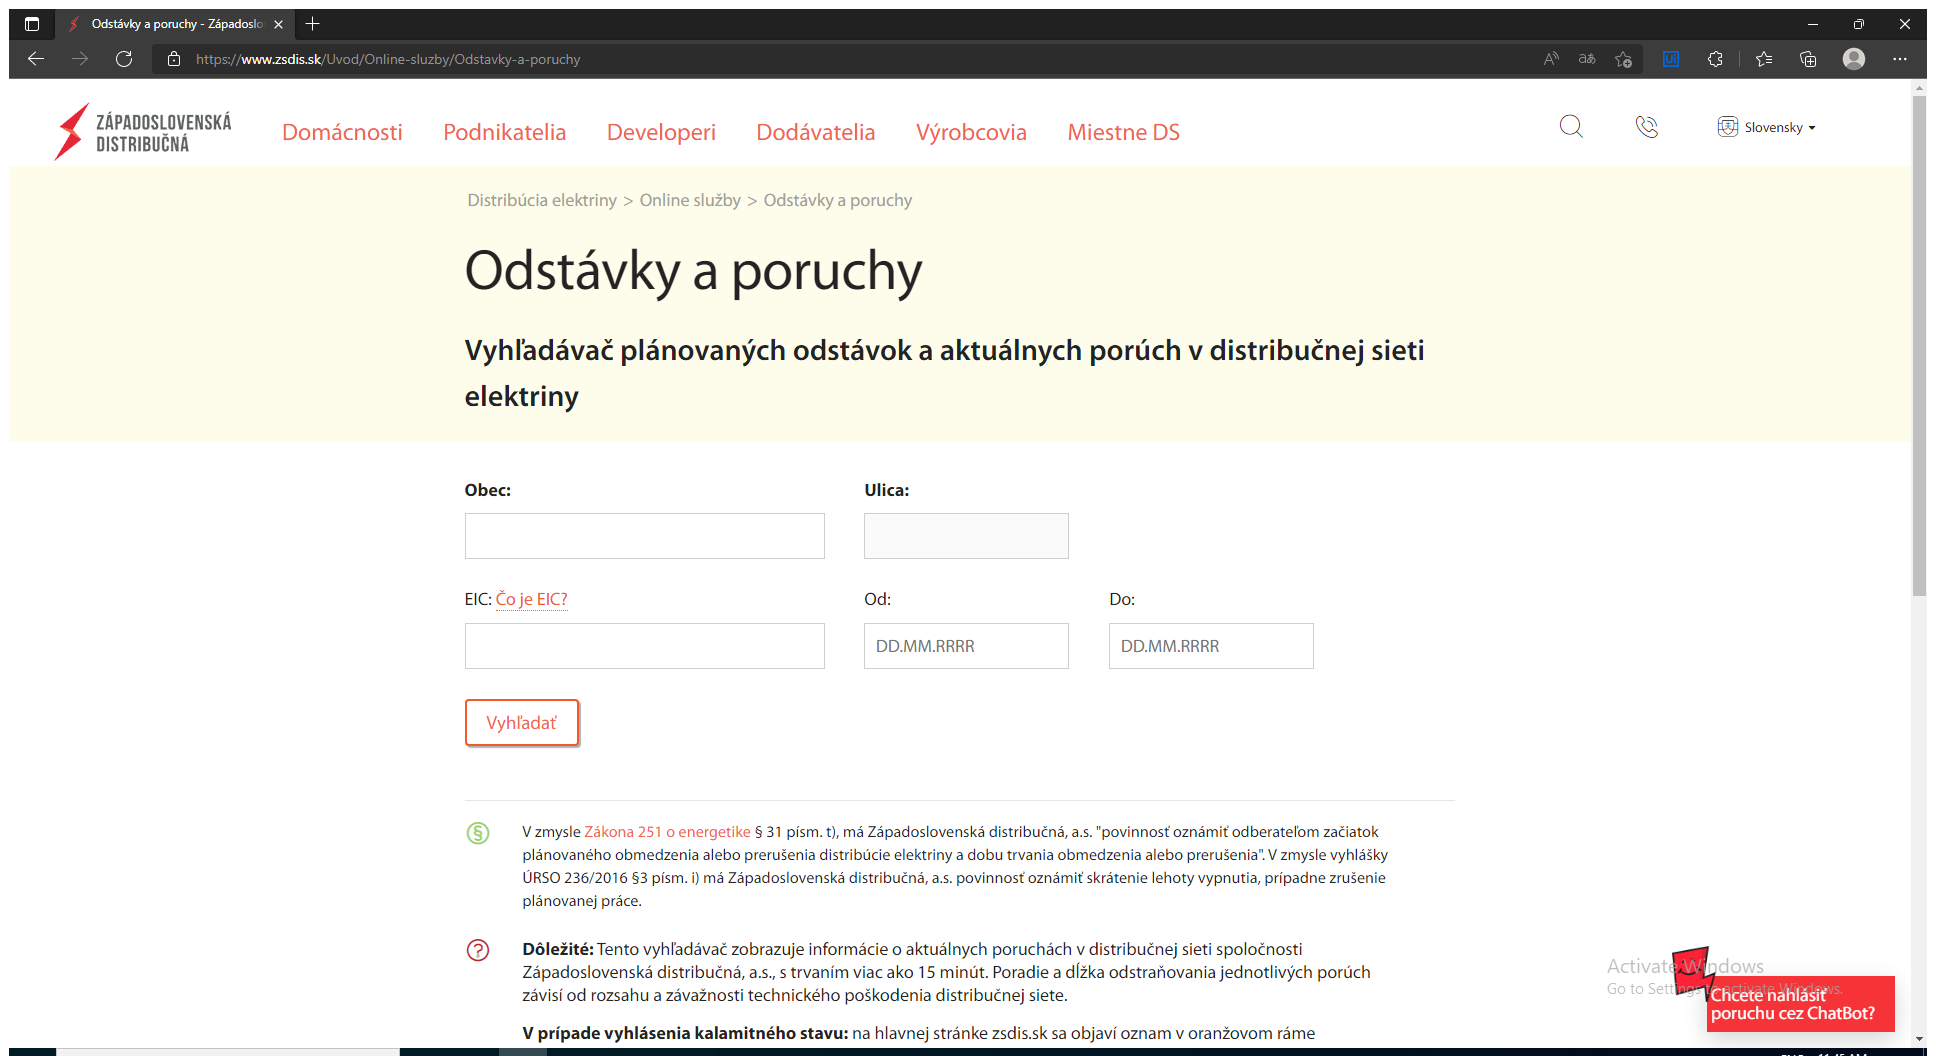 Odstávky a poruchy - Západoslo
https://www.zsdis.sk/Uvod/Online-sluzby/Odstavky-a-poruchy
ZÁPADOSLOVENSKÁ
DISTRIBUČNÁ
Domácnosti Podnikatelia Developeri Dodávatelia Výrobcovia Miestne DS
Slovensky
Distribúcia elektriny > Online služby > Odstávky a poruchy
Odstávky a poruchy
Vyhľadávač plánovaných odstávok a aktuálnych porúch v distribučnej sieti
elektriny
Obec: Ulica:
EIC: Čo je EIC? Od: Do:
DD.MM.RRRR DD.MM.RRRR
Vyhľadať
V zmysle Zákona 251 o energetike § 31 písm. t), má Západoslovenská distribučná, a.s. "povinnosť oznámiť odberateľom začiatok
plánovaného obmedzenia alebo prerušenia distribúcie elektriny a dobu trvania obmedzenia alebo prerušenia". V zmysle vyhlášky
ÚRSO 236/2016 §3 písm. i) má Západoslovenská distribučná, a.s. povinnosť oznámiť skrátenie lehoty vypnutia, prípadne zrušenie
plánovanej práce.
Dôležité: Tento vyhľadávač zobrazuje informácie o aktuálnych poruchách v distribučnej sieti spoločnosti
Západoslovenská distribučná, a.s., s trvaním viac ako 15 minút. Poradie a dĺžka odstraňovania jednotlivých porúch
závisí od rozsahu a závažnosti technického poškodenia distribučnej siete.
V prípade vyhlásenia kalamitného stavu: na hlavnej stránke zsdis.sk sa objaví oznam v oranžovom ráme
Activate Windows
Go to Settings to activate Windows.
Chcete nahlásiť
poruchu cez ChatBot?